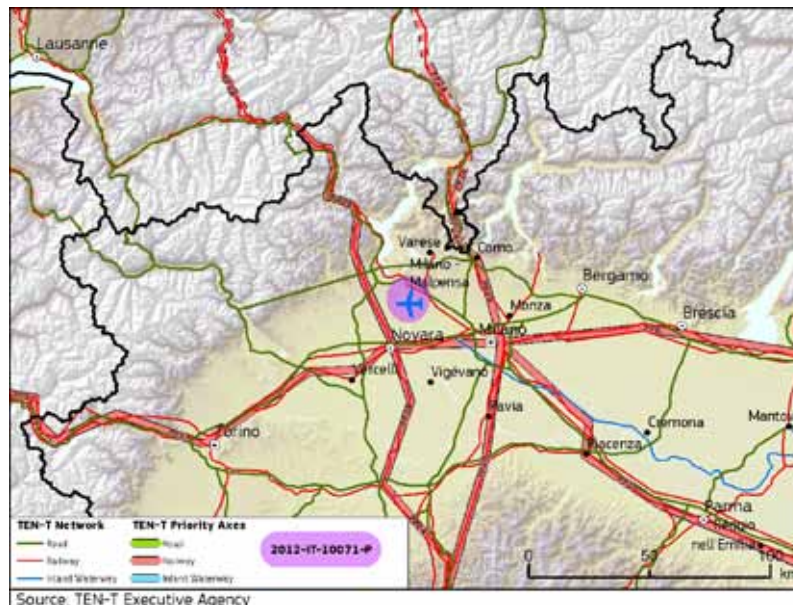 Lausanne
Varese
Como
Milano -
Malpensa
Bergamo
Monza
Brescia
Novara
Milano
Vercelli
Vigévano
Pavia
Cremona
Mantov
Torino
Piacenza
Parma
Reggio
nell'Emilia
TEN-T Network
TEN-T Priority Axes
Road
Road
Railway
Railway
Inland Waterway
Inland Waterway
2012-IT-10071-P
0 50 100
km
Source: TEN-T Executive Agency